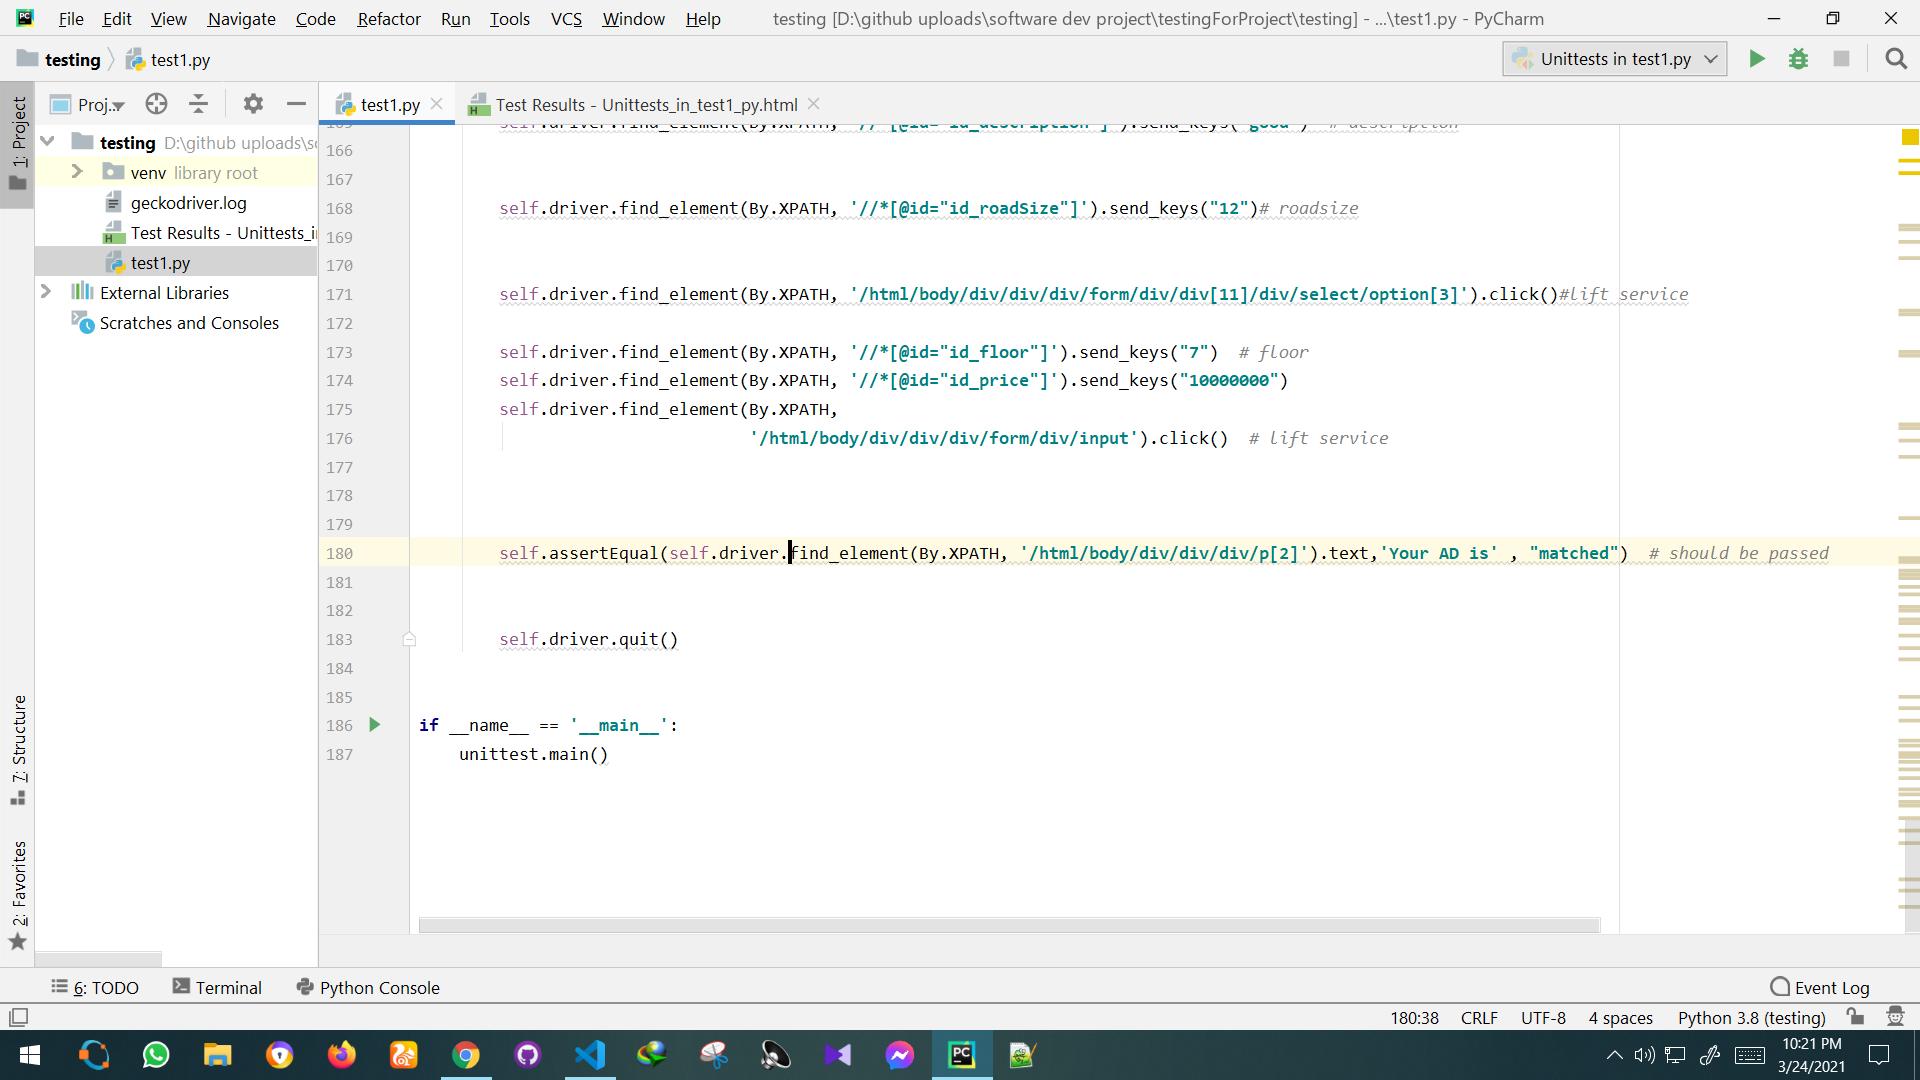 File Edit View Navigate Code Refactor Run Tools VCS Window Help testing [D:\github uploads\software dev project\testingForProject\testing] - ...\test1.py - PyCharm
testing test1.py Unittests in test1.py
1: Project
Proj... test1.py Test Results - Unittests_in_test1_py.html
testing D:\github uploads\s
venv library root
geckodriver.log
Test Results - Unittests_i
test1.py
External Libraries
Scratches and Consoles
7: Structure
2: Favorites
165 self.driver.find_element(By.XPATH, '//*[@id="id_description"]').send_keys("good") # description
166
167
168 self.driver.find_element(By.XPATH, '//*[@id="id_roadSize"]').send_keys("12")# roadsize
169
170
171 self.driver.find_element(By.XPATH, '/html/body/div/div/div/form/div/div[11]/div/select/option[3]').click()#lift service
172
173 self.driver.find_element(By.XPATH, '//*[@id="id_floor"]').send_keys("7") # floor
174 self.driver.find_element(By.XPATH, '//*[@id="id_price"]').send_keys("10000000")
175 self.driver.find_element(By.XPATH,
176 '/html/body/div/div/div/form/div/input').click() # lift service
177
178
179
180 self.assertEqual(self.driver.find_element(By.XPATH, '/html/body/div/div/div/p[2]').text,'Your AD is' , "matched") # should be passed
181
182
183 self.driver.quit()
184
185
186 if __name__ == '__main__':
187 unittest.main()
6: TODO Terminal Python Console Event Log
180:38 CRLF UTF-8 4 spaces Python 3.8 (testing)
10:21 PM
3/24/2021